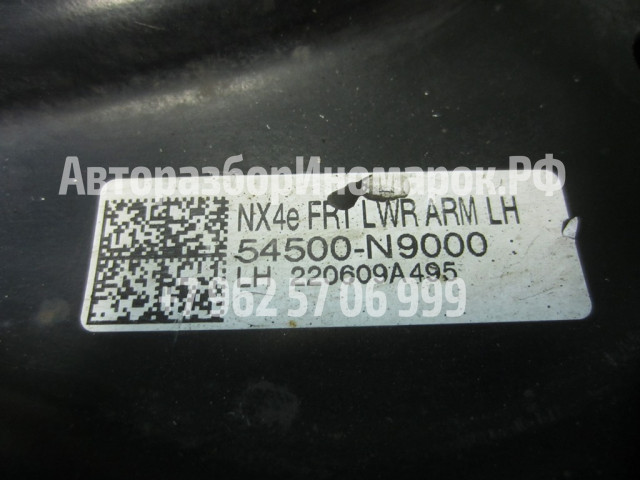 АвторазборИномарок.РФ
NX4e FRT LWR ARM LH
54500-N9000
LH 220609A495
+7 962 57 06 999